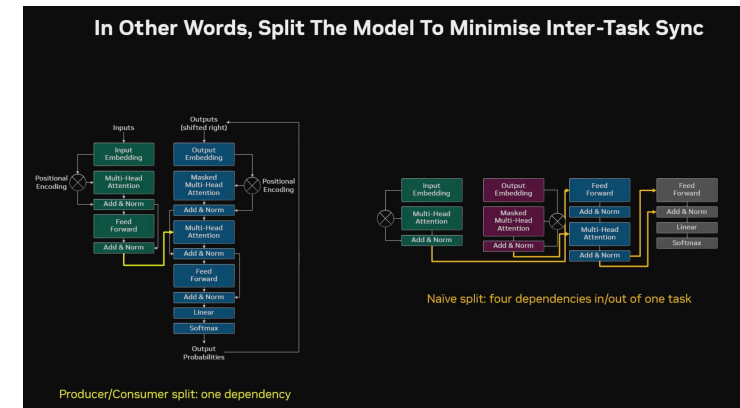 In Other Words, Split The Model To Minimise Inter-Task Sync
Inputs
Input
Embedding
Positional
Encoding
Multi-Head
Attention
Add & Norm
Feed
Forward
Add & Norm
Outputs
(shifted right)
Output
Embedding
Masked
Multi-Head
Attention
Positional
Encoding
Add & Norm
Multi-Head
Attention
Add & Norm
Feed
Forward
Add & Norm
Linear
Softmax
Output
Probabilities
Producer/Consumer split: one dependency
Input
Embedding
Multi-Head
Attention
Add & Norm
Output
Embedding
Masked
Multi-Head
Attention
Add & Norm
Feed
Forward
Add & Norm
Multi-Head
Attention
Add & Norm
Feed
Forward
Add & Norm
Linear
Softmax
Naïve split: four dependencies in/out of one task